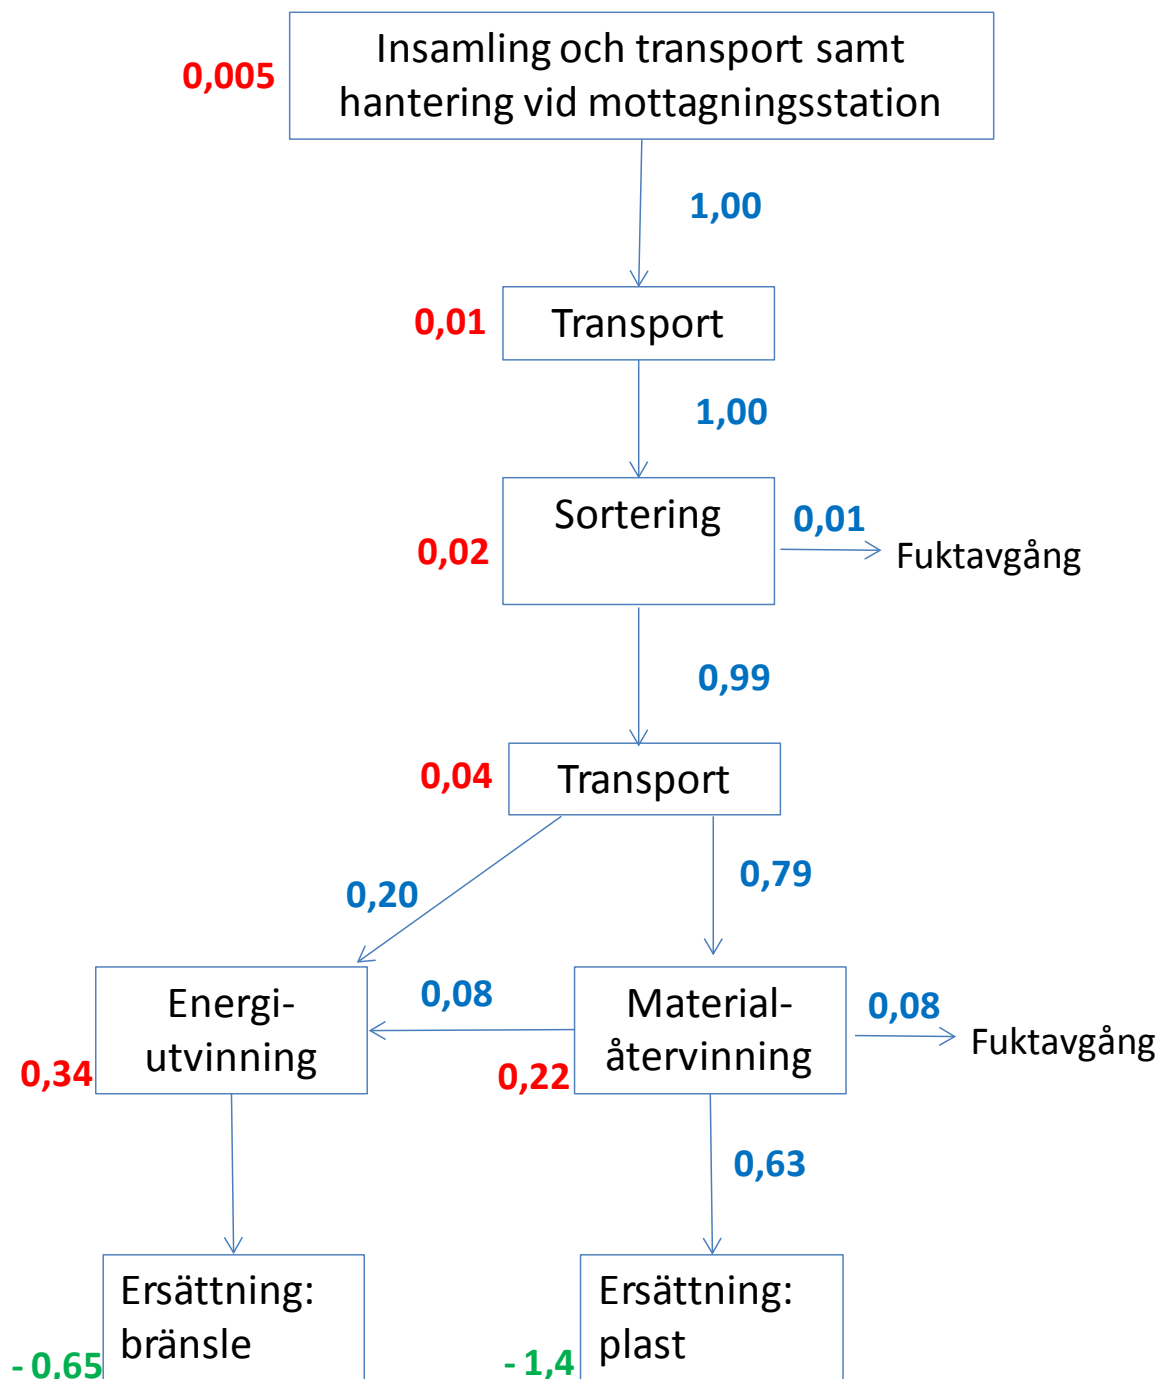 Insamling och transport samt
hantering vid mottagningsstation
0,005
1,00
0,01
Transport
1,00
Sortering
0,01
0,02
Fuktavgång
0,99
0,04
Transport
0,20
0,79
Energi-
utvinning
0,34
0,08
Material-
återvinning
0,22
0,08
Fuktavgång
0,63
Ersättning:
bränsle
- 0,65
Ersättning:
plast
- 1,4